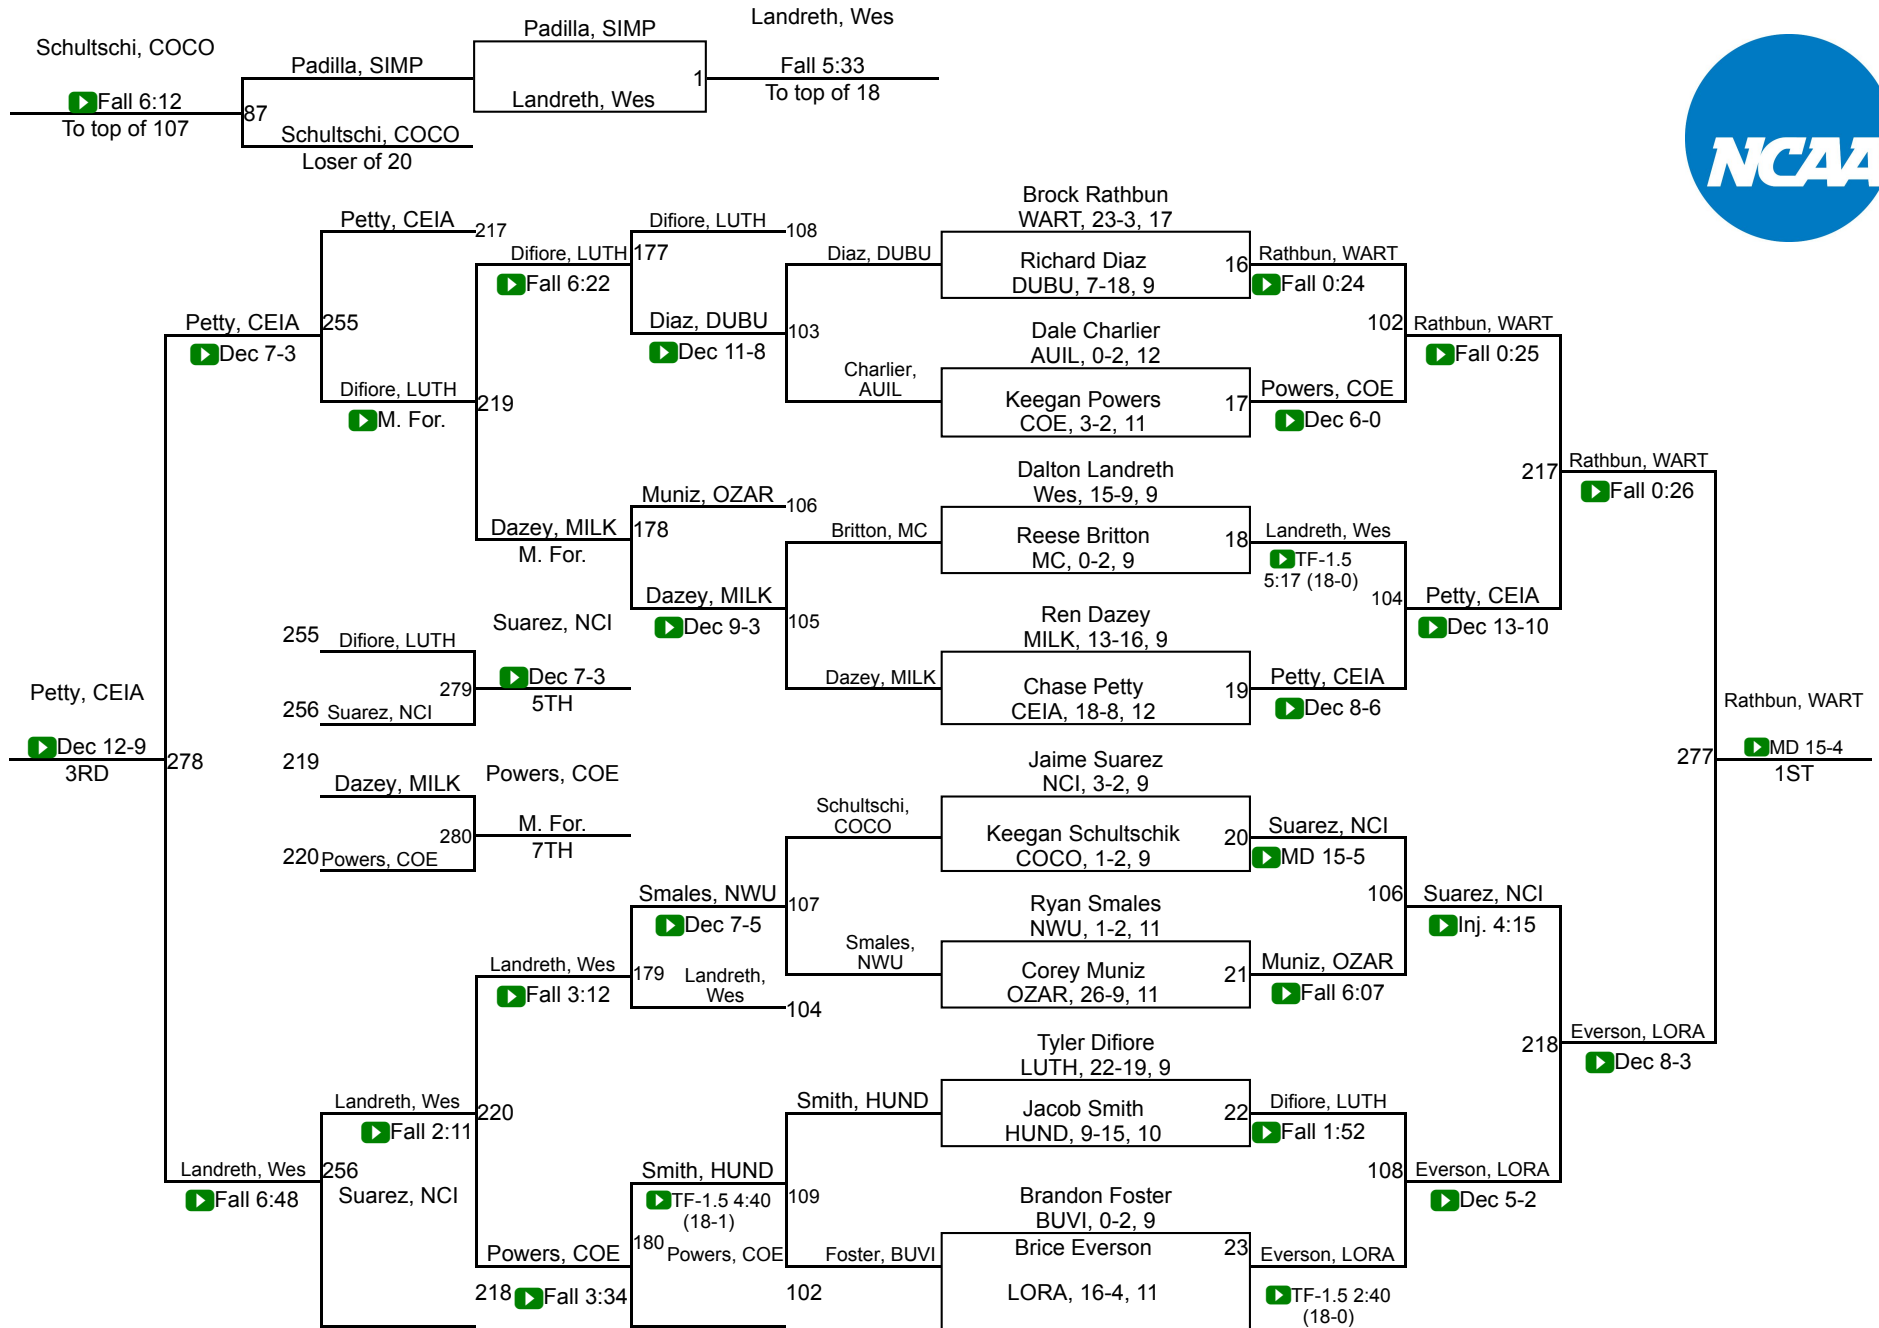 Landreth, Wes
Padilla, SIMP
Schultschi, COCO
Padilla, SIMP
Fall 5:33
1
Landreth, Wes
To top of 18
Fall 6:12
87
To top of 107
Schultschi, COCO
Loser of 20
NCAA
Brock Rathbun
WART, 23-3, 17
Petty, CEIA
217
Difiore, LUTH
108
Difiore, LUTH
177
Diaz, DUBU
Richard Diaz
DUBU, 7-18, 9
16
Rathbun, WART
Fall 6:22
Fall 0:24
Petty, CEIA
255
Diaz, DUBU
103
Dale Charlier
AUIL, 0-2, 12
102
Rathbun, WART
Dec 7-3
Dec 11-8
Fall 0:25
Difiore, LUTH
219
Charlier,
AUIL
Keegan Powers
COE, 3-2, 11
17
Powers, COE
M. For.
Dec 6-0
Dalton Landreth
Wes, 15-9, 9
217
Rathbun, WART
Fall 0:26
Muniz, OZAR
106
Dazey, MILK
178
M. For.
Britton, MC
Reese Britton
MC, 0-2, 9
18
Landreth, Wes
TF-1.5
5:17 (18-0)
Dazey, MILK
105
Dec 9-3
Ren Dazey
MILK, 13-16, 9
104
Petty, CEIA
Dec 13-10
255
Difiore, LUTH
Suarez, NCI
279
Dec 7-3
5TH
256
Suarez, NCI
Dazey, MILK
Chase Petty
CEIA, 18-8, 12
19
Petty, CEIA
Dec 8-6
Petty, CEIA
Dec 12-9
3RD
278
Rathbun, WART
277
MD 15-4
1ST
219
Dazey, MILK
Powers, COE
280
M. For.
7TH
220
Powers, COE
Jaime Suarez
NCI, 3-2, 9
Schultschi,
COCO
Keegan Schultschik
COCO, 1-2, 9
20
Suarez, NCI
MD 15-5
Smales, NWU
107
Dec 7-5
Ryan Smales
NWU, 1-2, 11
106
Suarez, NCI
Inj. 4:15
Landreth, Wes
179
Landreth,
Wes
104
Fall 3:12
Smales,
NWU
Corey Muniz
OZAR, 26-9, 11
21
Muniz, OZAR
Fall 6:07
Tyler Difiore
LUTH, 22-19, 9
218
Everson, LORA
Dec 8-3
Landreth, Wes
220
Fall 2:11
Smith, HUND
Jacob Smith
HUND, 9-15, 10
22
Difiore, LUTH
Fall 1:52
Landreth, Wes
256
Suarez, NCI
Fall 6:48
Smith, HUND
109
TF-1.5 4:40
(18-1)
Brandon Foster
BUVI, 0-2, 9
108
Everson, LORA
Dec 5-2
218
Powers, COE
180
Powers, COE
102
Fall 3:34
Foster, BUVI
Brice Everson
LORA, 16-4, 11
23
Everson, LORA
TF-1.5 2:40
(18-0)